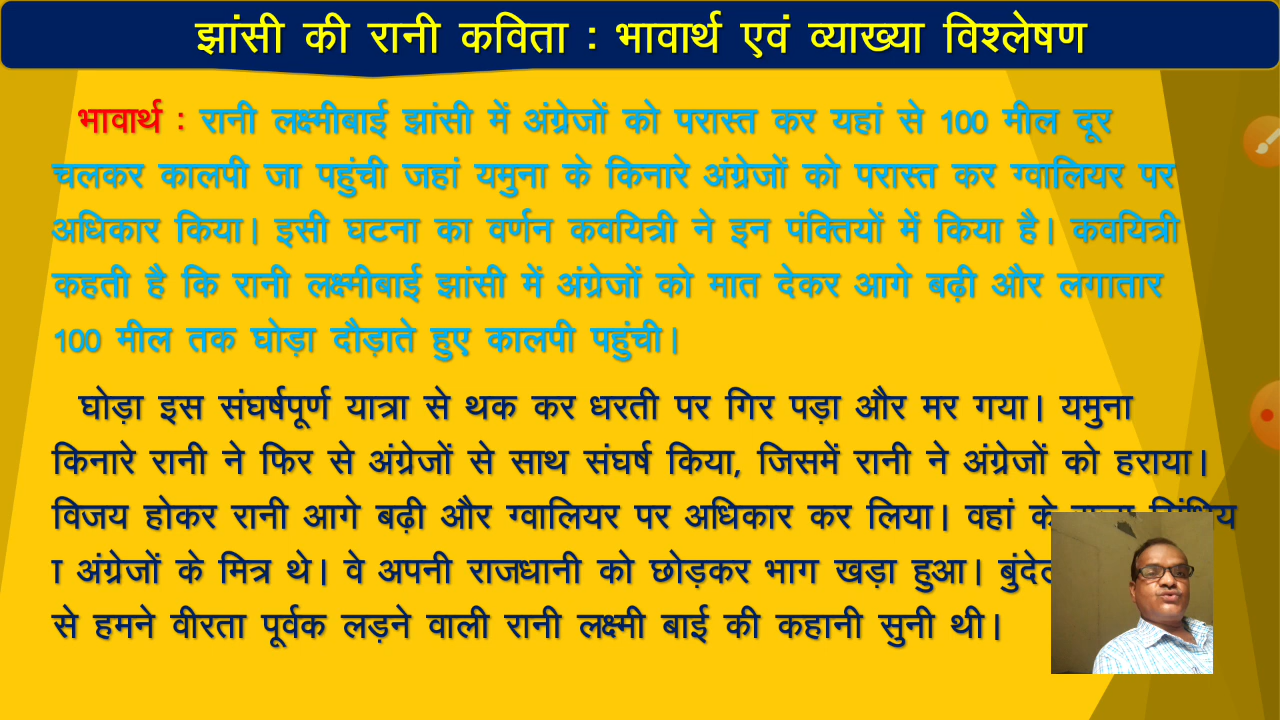 झांसी की रानी कविता : भावार्थ एवं व्याख्या विश्लेषण
भावार्थ : रानी लक्ष्मीबाई झांसी में अंग्रेजों को परास्त कर यहां से 100 मील दूर
चलकर कालपी जा पहुंची जहां यमुना के किनारे अंग्रेजों को परास्त कर ग्वालियर पर
अधिकार किया। इसी घटना का वर्णन कवयित्री ने इन पंक्तियों में किया है। कवयित्री
कहती है कि रानी लक्ष्मीबाई झांसी में अंग्रेजों को मात देकर आगे बढ़ी और लगातार
100 मील तक घोड़ा दौड़ाते हुए कालपी पहुंची।
घोड़ा इस संघर्षपूर्ण यात्रा से थक कर धरती पर गिर पड़ा और मर गया। यमुना
किनारे रानी ने फिर से अंग्रेजों से साथ संघर्ष किया, जिसमें रानी ने अंग्रेजों को हराया।
विजय होकर रानी आगे बढ़ी और ग्वालियर पर अधिकार कर लिया। वहां के
ा अंग्रेजों के मित्र थे। वे अपनी राजधानी को छोड़कर भाग खड़ा हुआ।
से हमने वीरता पूर्वक लड़ने वाली रानी लक्ष्मी बाई की कहानी सुनी थी।